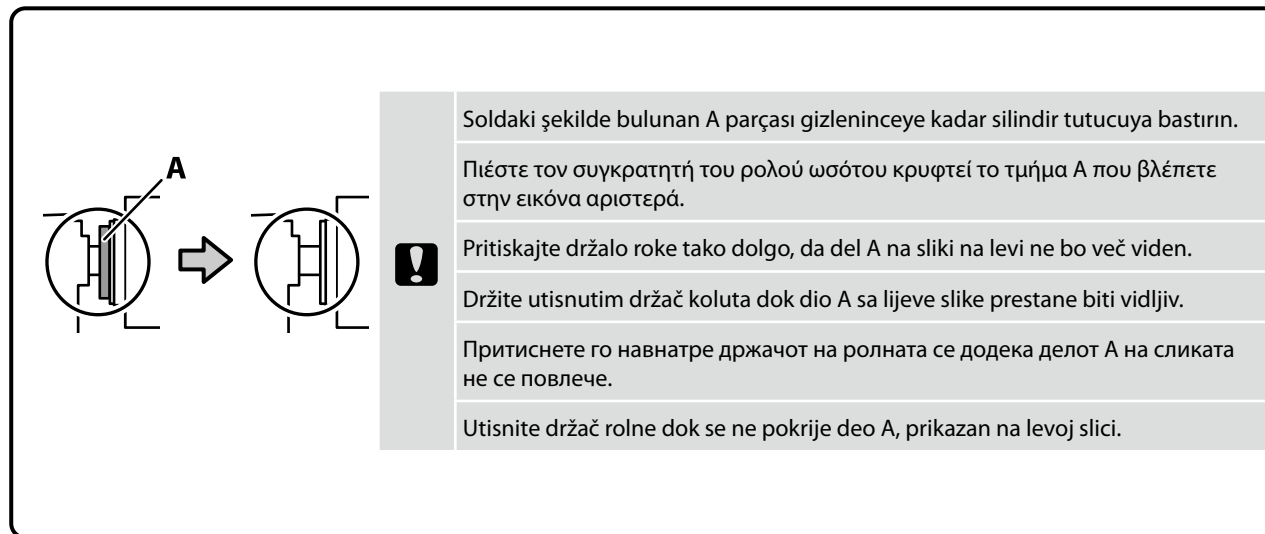 A
Soldaki şekilde bulunan A parçası gizleninceye kadar silindir tutucuya bastırın.
Πιέστε τον συγκρατητή του ρολού ωσότου κρυφτεί το τμήμα A που βλέπετε
στην εικόνα αριστερά.
Pritiskajte držalo roke tako dolgo, da del A na sliki na levi ne bo več viden.
Držite utisnutim držač koluta dok dio A sa lijeve slike prestane biti vidljiv.
Притиснете го навнатре држачот на ролната се додека делот А на сликата
не се повлече.
Utisnite držač rolne dok se ne pokrije deo A, prikazan na levoj slici.